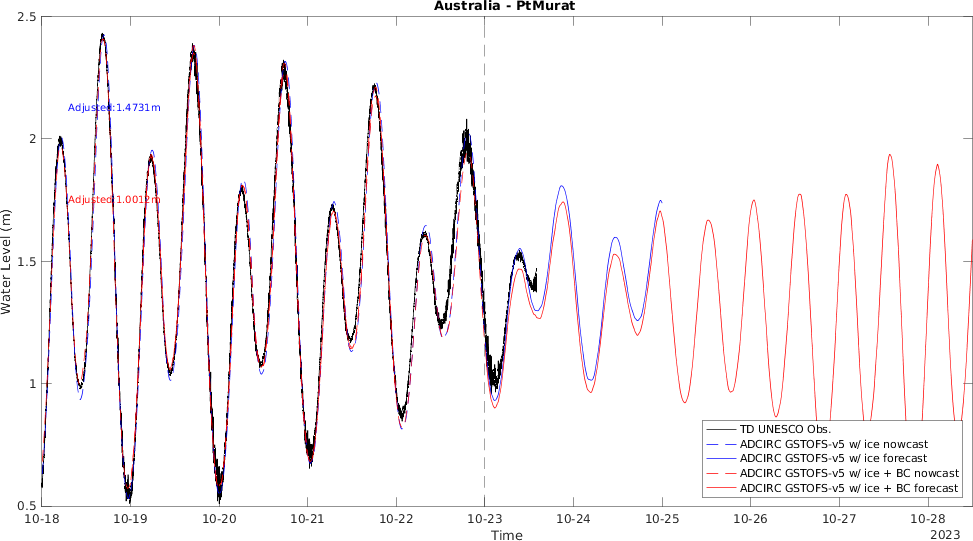 Australia - PtMurat
2.5
2
1.5
1
0.5
Water Level (m)
Adjusted:1.4731m
Adjusted:1.0012m
TD UNESCO Obs.
ADCIRC GSTOFS-v5 w/ ice nowcast
ADCIRC GSTOFS-v5 w/ ice forecast
ADCIRC GSTOFS-v5 w/ ice + BC nowcast
ADCIRC GSTOFS-v5 w/ ice + BC forecast
10-18 10-19 10-20 10-21 10-22 10-23 10-24 10-25 10-26 10-27 10-28
Time
2023